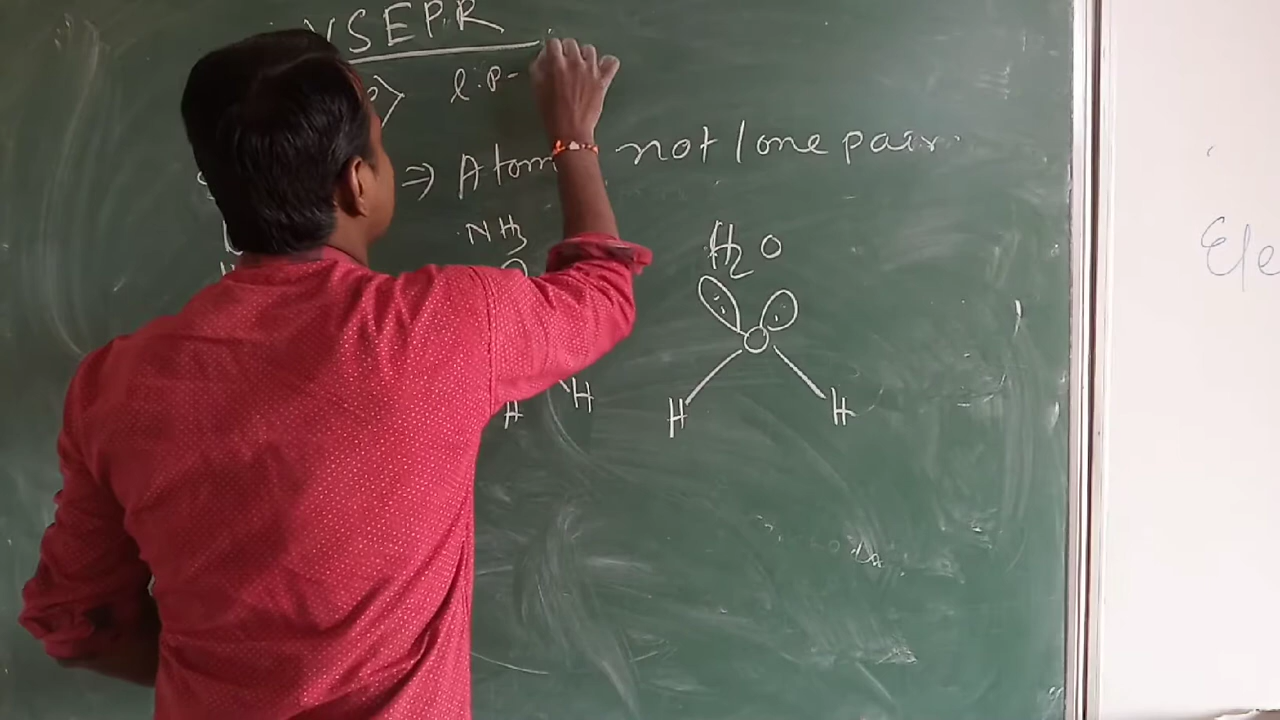 VSEPR
l.p-
⇒ Atom not lone pair.
NH3
H2O
H H
H H
Ele